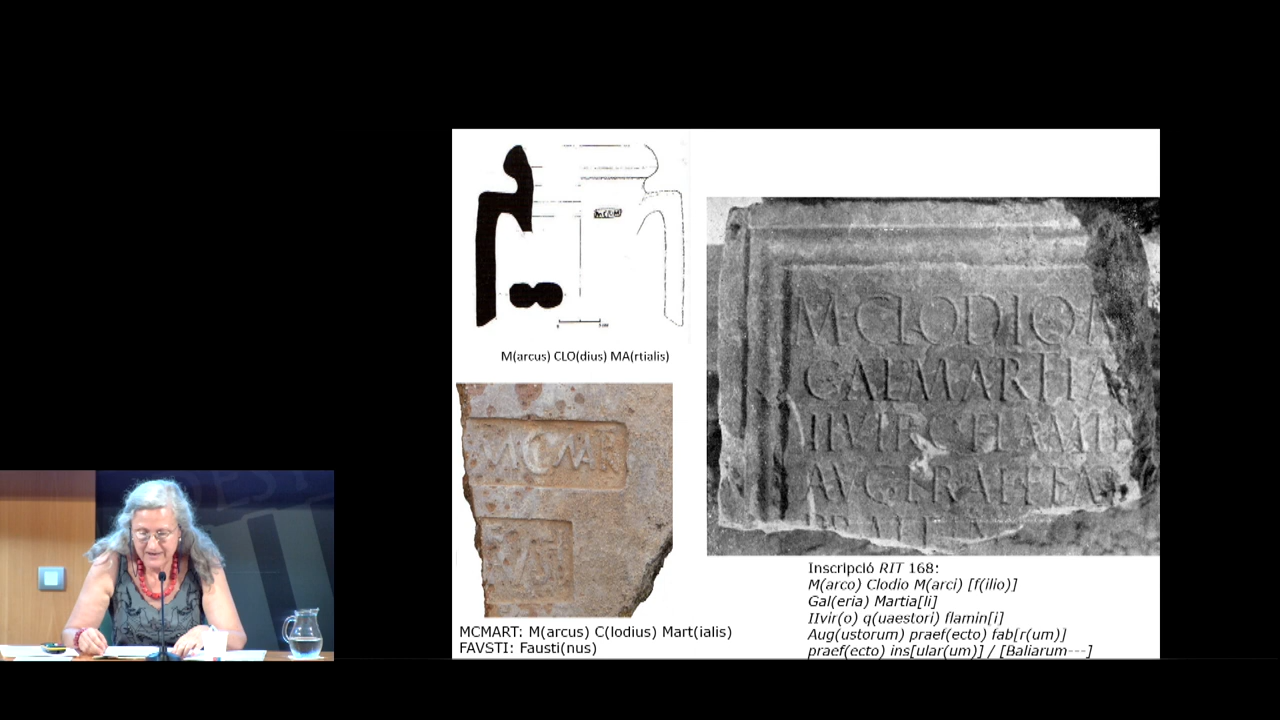 M(arcus) CLO(dius) MA(rtialis)
MCMAR
MCMART: M(arcus) C(lodius) Mart(ialis)
FAVSTI: Fausti(nus)
M·CLODIO·
GAL·MARTIA
IIVIR·Q·FLAMI
AVG·PRAEF·FA
Inscripció RIT 168:
M(arco) Clodio M(arci) [f(ilio)]
Gal(eria) Martia[li]
IIvir(o) q(uaestori) flamin[i]
Aug(ustorum) praef(ecto) fab[r(um)]
praef(ecto) ins[ular(um)] / [Baliarum---]